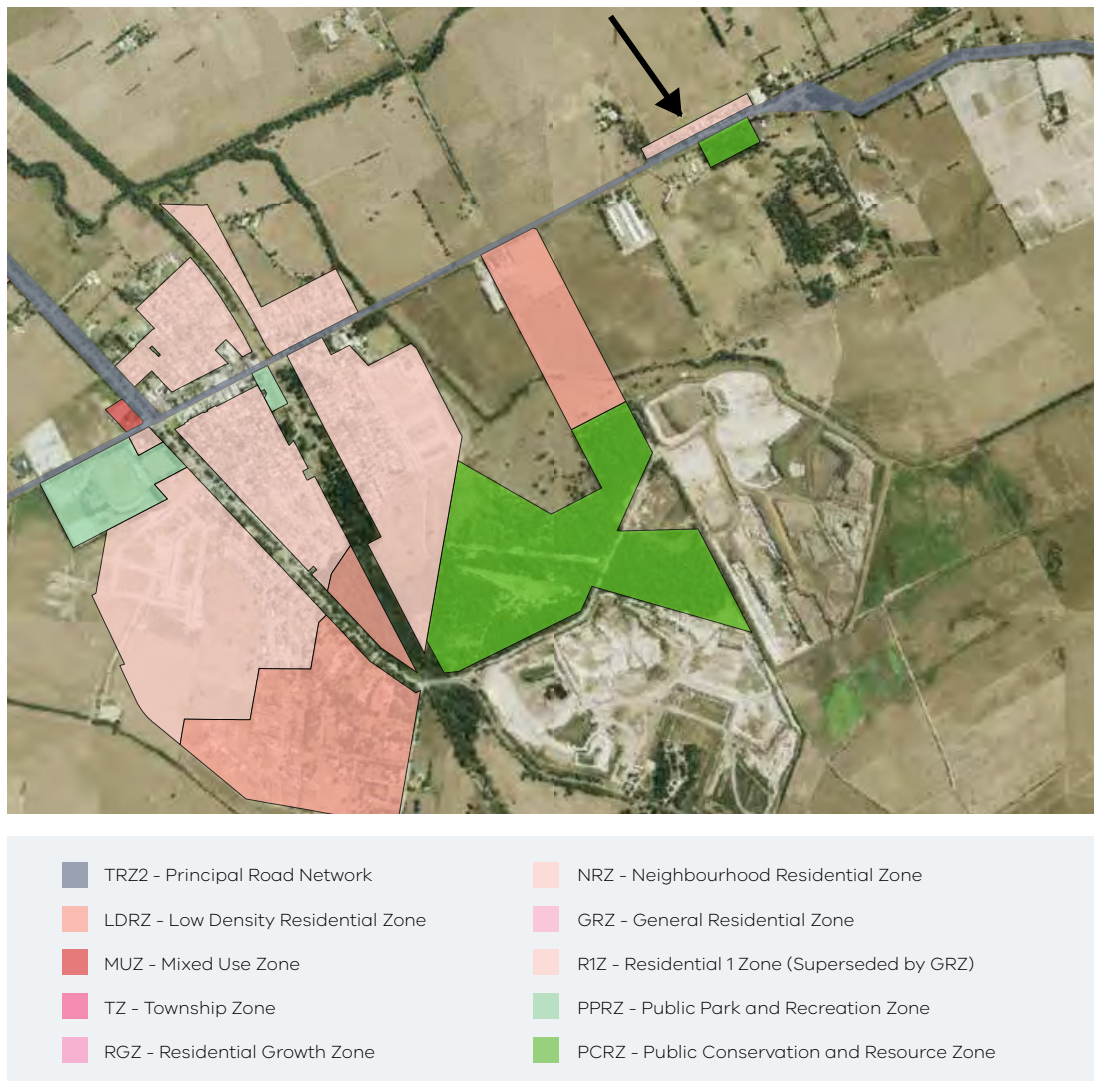 TRZ2 - Principal Road Network
LDRZ - Low Density Residential Zone
MUZ - Mixed Use Zone
TZ - Township Zone
RGZ - Residential Growth Zone
NRZ - Neighbourhood Residential Zone
GRZ - General Residential Zone
R1Z - Residential 1 Zone (Superseded by GRZ)
PPRZ - Public Park and Recreation Zone
PCRZ - Public Conservation and Resource Zone